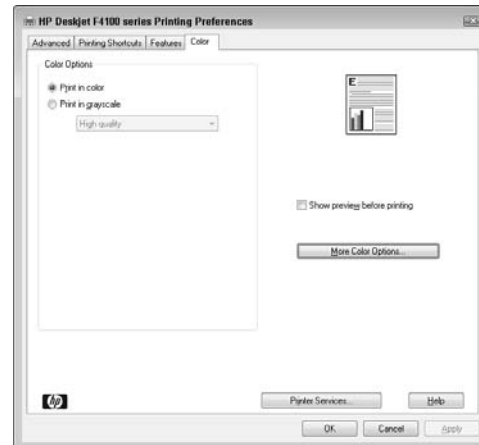 HP Deskjet F4100 series Printing Preferences
Advanced Printing Shortcuts Features Color
Color Options
Print in color
Print in grayscale
High quality
E
Show preview before printing
More Color Options...
hp
Printer Services... Help
OK Cancel Apply